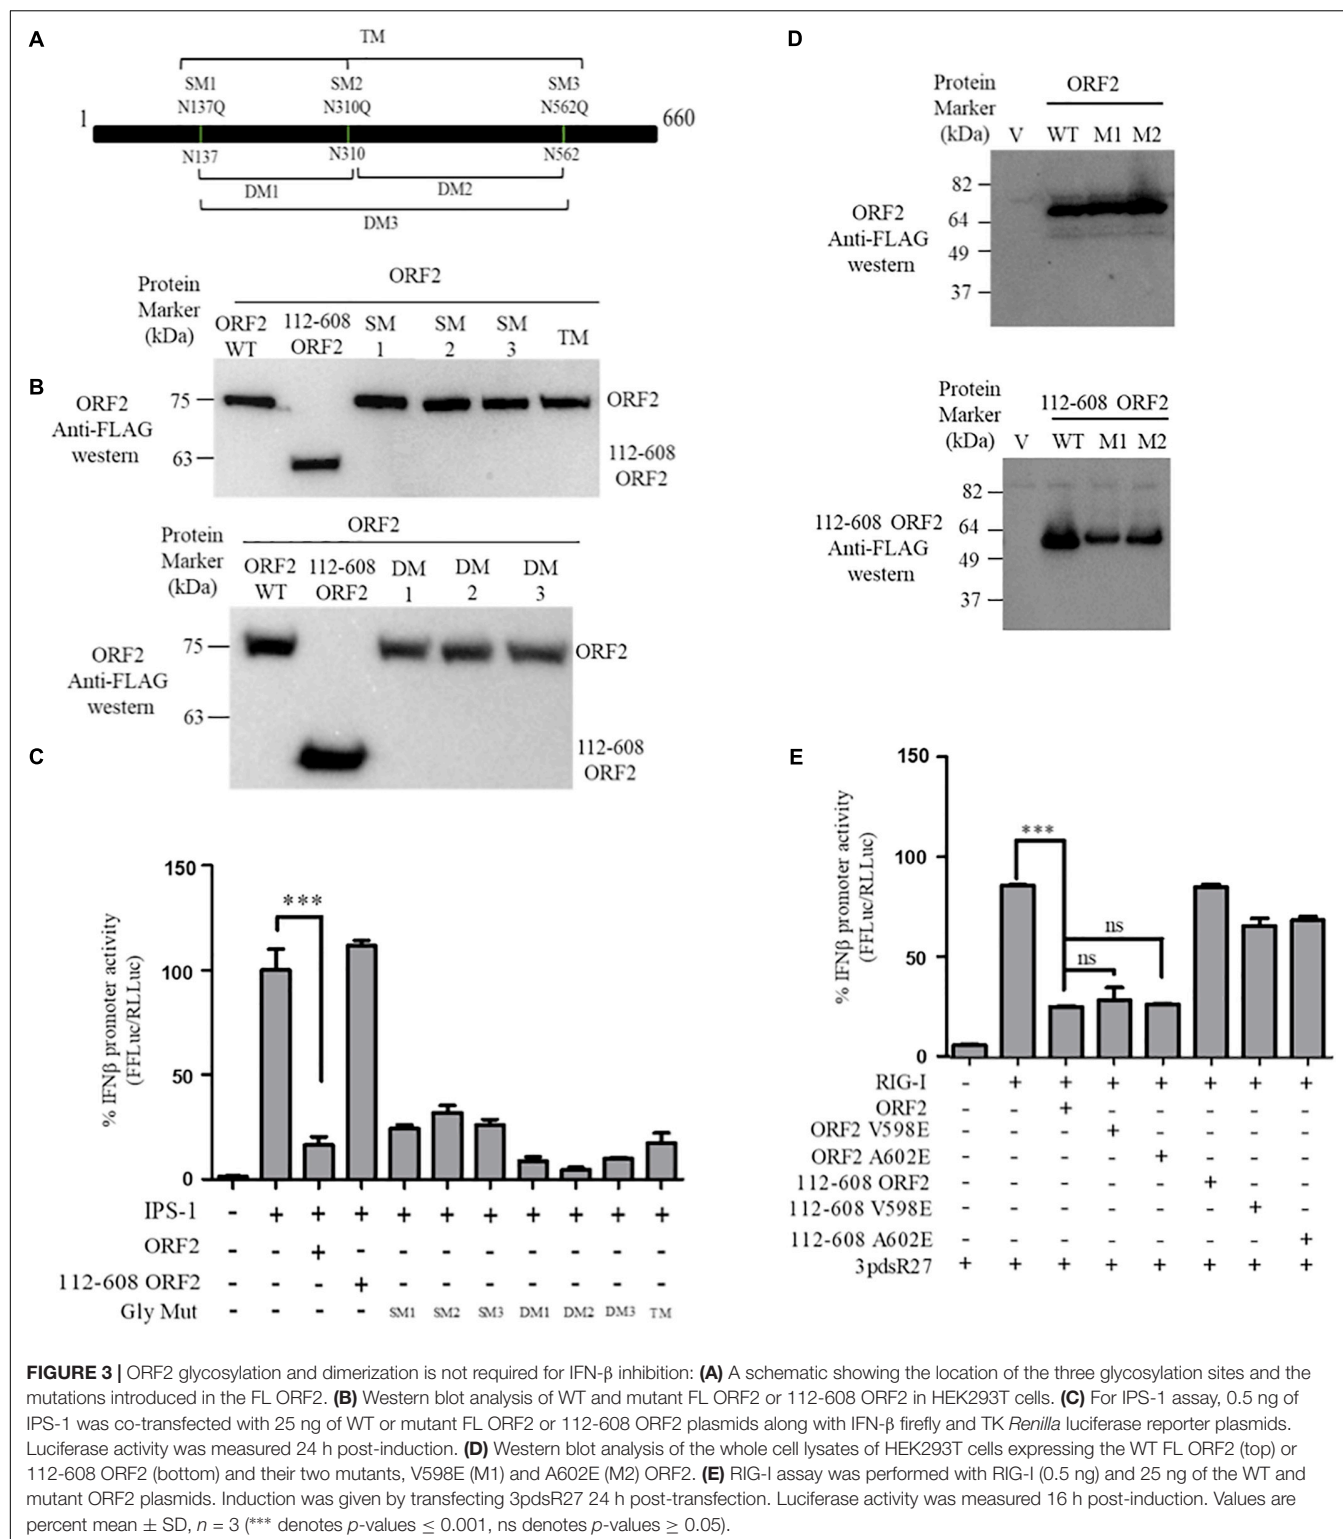 A
TM
SM1 SM2 SM3
N137Q N310Q N562Q
1 660
N137 N310 N562
DM1 DM2
DM3
B
Protein Marker (kDa)
ORF2
ORF2 WT 112-608 ORF2 SM 1 SM 2 SM 3 TM
ORF2 Anti-FLAG western
75
63
ORF2
112-608 ORF2
Protein Marker (kDa)
ORF2
ORF2 WT 112-608 ORF2 DM 1 DM 2 DM 3
ORF2 Anti-FLAG western
75
63
ORF2
112-608 ORF2
C
% IFNβ promoter activity
(FFLuc/RLLuc)
150
100
50
0
***
IPS-1 - + + + + + + + + + +
ORF2 - - + - - - - - - - -
112-608 ORF2 - - - + - - - - - - -
Gly Mut - - - - SM1 SM2 SM3 DM1 DM2 DM3 TM
D
Protein Marker (kDa)
ORF2
V WT M1 M2
ORF2 Anti-FLAG western
82
64
49
37
Protein Marker (kDa)
112-608 ORF2
V WT M1 M2
112-608 ORF2 Anti-FLAG western
82
64
49
37
E
% IFNβ promoter activity
(FFLuc/RLLuc)
150
100
50
0
***
ns
ns
RIG-I - + + + + + + +
ORF2 - - + - - - - -
ORF2 V598E - - - + - - - -
ORF2 A602E - - - - + - - -
112-608 ORF2 - - - - - + - -
112-608 V598E - - - - - - + -
112-608 A602E - - - - - - - +
3pdsR27 + + + + + + + +
FIGURE 3 | ORF2 glycosylation and dimerization is not required for IFN-β inhibition: (A) A schematic showing the location of the three glycosylation sites and the
mutations introduced in the FL ORF2. (B) Western blot analysis of WT and mutant FL ORF2 or 112-608 ORF2 in HEK293T cells. (C) For IPS-1 assay, 0.5 ng of
IPS-1 was co-transfected with 25 ng of WT or mutant FL ORF2 or 112-608 ORF2 plasmids along with IFN-β firefly and TK Renilla luciferase reporter plasmids.
Luciferase activity was measured 24 h post-induction. (D) Western blot analysis of the whole cell lysates of HEK293T cells expressing the WT FL ORF2 (top) or
112-608 ORF2 (bottom) and their two mutants, V598E (M1) and A602E (M2) ORF2. (E) RIG-I assay was performed with RIG-I (0.5 ng) and 25 ng of the WT and
mutant ORF2 plasmids. Induction was given by transfecting 3pdsR27 24 h post-transfection. Luciferase activity was measured 16 h post-induction. Values are
percent mean ± SD, n = 3 (*** denotes p-values ≤ 0.001, ns denotes p-values ≥ 0.05).